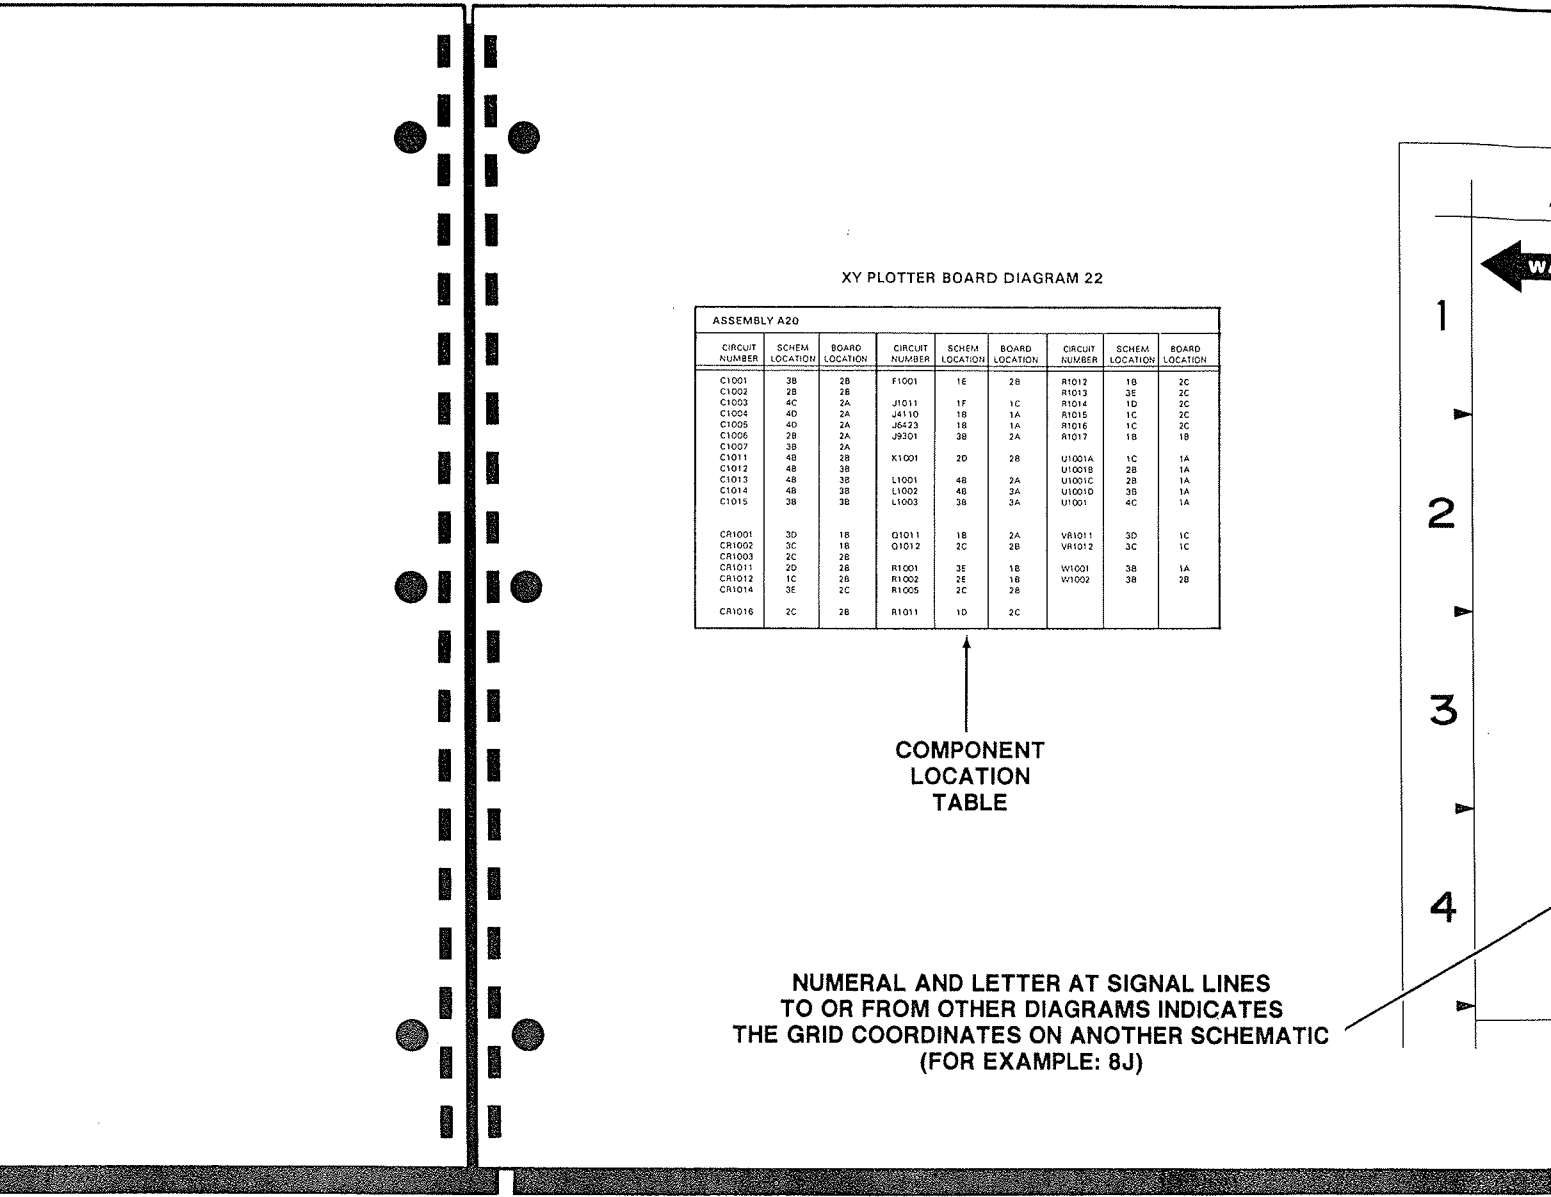 XY PLOTTER BOARD DIAGRAM 22
ASSEMBLY A20
CIRCUIT NUMBER SCHEM LOCATION BOARD LOCATION CIRCUIT NUMBER SCHEM LOCATION BOARD LOCATION CIRCUIT NUMBER SCHEM LOCATION BOARD LOCATION
C1001 3B 2B F1001 1E 2B R1012 1B 2C
C1002 2B 2B R1013 3E 2C
C1003 4C 2A J1011 1F 1C R1014 1D 2C
C1004 4D 2A J4110 1B 1A R1015 1C 2C
C1005 4D 2A J6423 1B 1A R1016 1C 2C
C1006 2B 2A J9301 3B 2A R1017 1B 1B
C1007 3B 2A
C1011 4B 2B K1001 2D 2B U1001A 1C 1A
C1012 4B 3B U1001B 2B 1A
C1013 4B 3B L1001 4B 2A U1001C 2B 1A
C1014 4B 3B L1002 4B 3A U1001D 3B 1A
C1015 3B 3B L1003 3B 3A U1001 4C 1A
CR1001 3D 1B Q1011 1B 2A VR1011 3D 1C
CR1002 3C 1B Q1012 2C 2B VR1012 3C 1C
CR1003 2C 2B
CR1011 2D 2B R1001 3E 1B W1001 3B 1A
CR1012 1C 2B R1002 2E 1B W1002 3B 2B
CR1014 3E 2C R1005 2C 2B
CR1016 2C 2B R1011 1D 2C
COMPONENT
LOCATION
TABLE
NUMERAL AND LETTER AT SIGNAL LINES
TO OR FROM OTHER DIAGRAMS INDICATES
THE GRID COORDINATES ON ANOTHER SCHEMATIC
(FOR EXAMPLE: 8J)
1
2
3
4